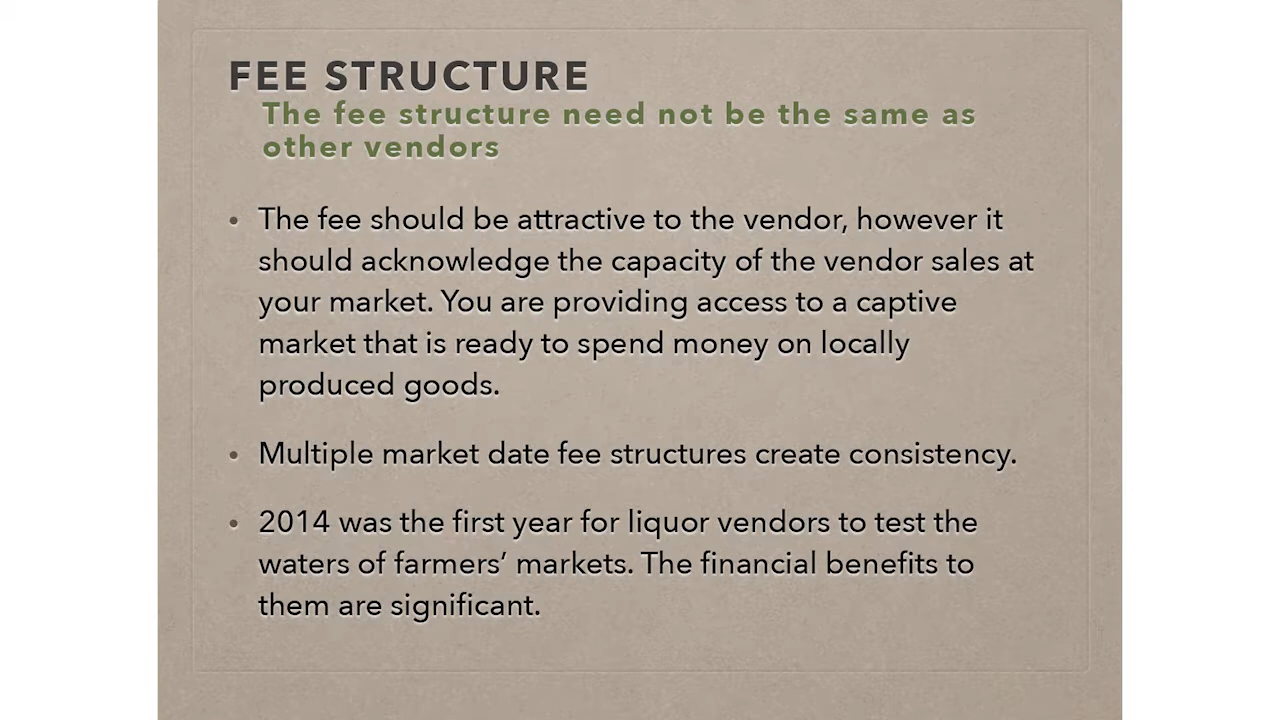 FEE STRUCTURE
The fee structure need not be the same as
other vendors
• The fee should be attractive to the vendor, however it
should acknowledge the capacity of the vendor sales at
your market. You are providing access to a captive
market that is ready to spend money on locally
produced goods.
• Multiple market date fee structures create consistency.
• 2014 was the first year for liquor vendors to test the
waters of farmers’ markets. The financial benefits to
them are significant.